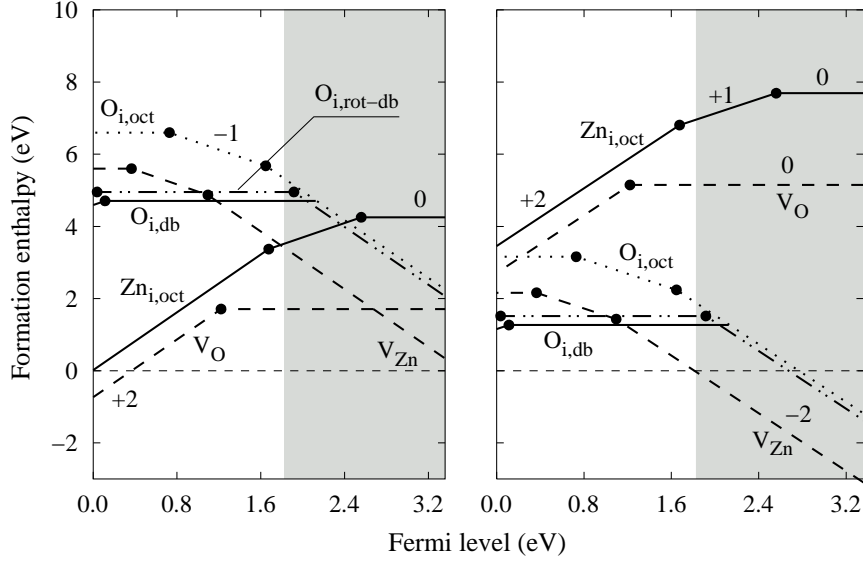 10
8
6
4
2
0
−2
Formation enthalpy (eV)
O_{i,oct}
−1
O_{i,rot−db}
O_{i,db}
0
Zn_{i,oct}
V_O
V_{Zn}
+2
0.0 0.8 1.6 2.4 3.2
0
+1
Zn_{i,oct}
+2
0
V_O
O_{i,oct}
O_{i,db}
−2
V_{Zn}
0.0 0.8 1.6 2.4 3.2
Fermi level (eV)